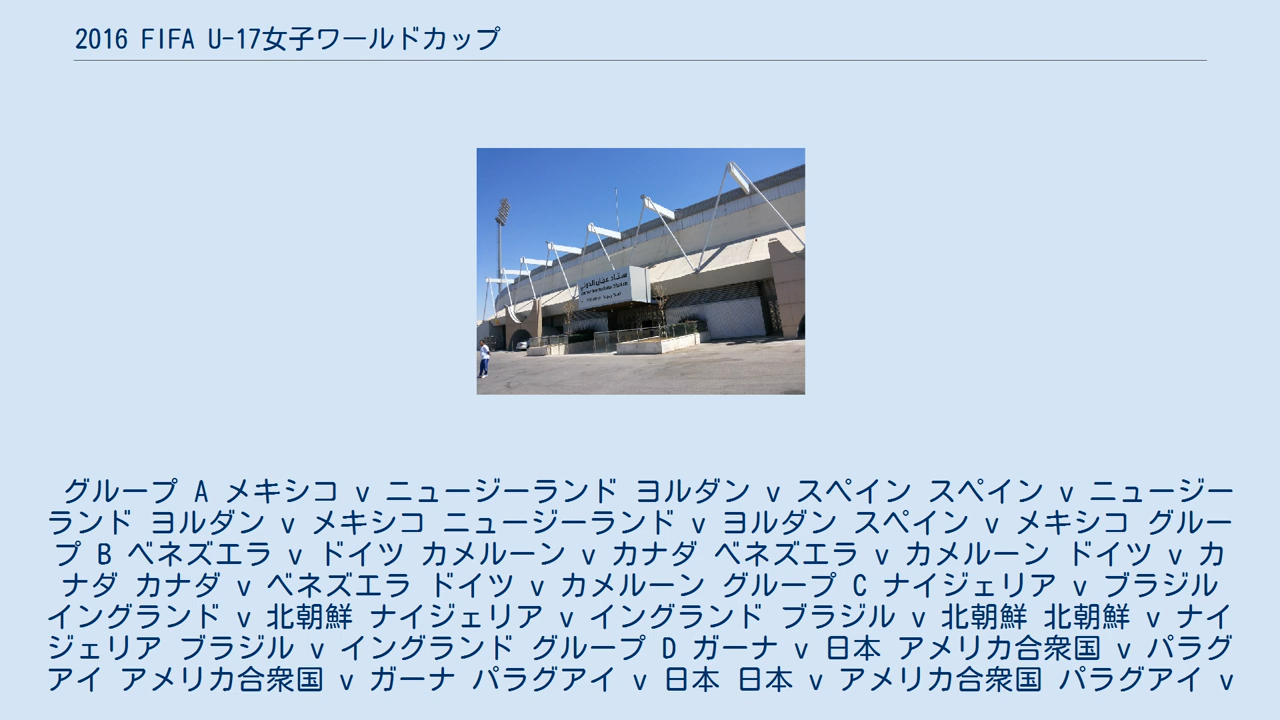 2016 FIFA U-17女子ワールドカップ
ستاد عمان الدولي
グループ A メキシコ v ニュージーランド ヨルダン v スペイン スペイン v ニュージー
ランド ヨルダン v メキシコ ニュージーランド v ヨルダン スペイン v メキシコ グルー
プ B ベネズエラ v ドイツ カメルーン v カナダ ベネズエラ v カメルーン ドイツ v カ
ナダ カナダ v ベネズエラ ドイツ v カメルーン グループ C ナイジェリア v ブラジル
イングランド v 北朝鮮 ナイジェリア v イングランド ブラジル v 北朝鮮 北朝鮮 v ナイ
ジェリア ブラジル v イングランド グループ D ガーナ v 日本 アメリカ合衆国 v パラグ
アイ アメリカ合衆国 v ガーナ パラグアイ v 日本 日本 v アメリカ合衆国 パラグアイ v